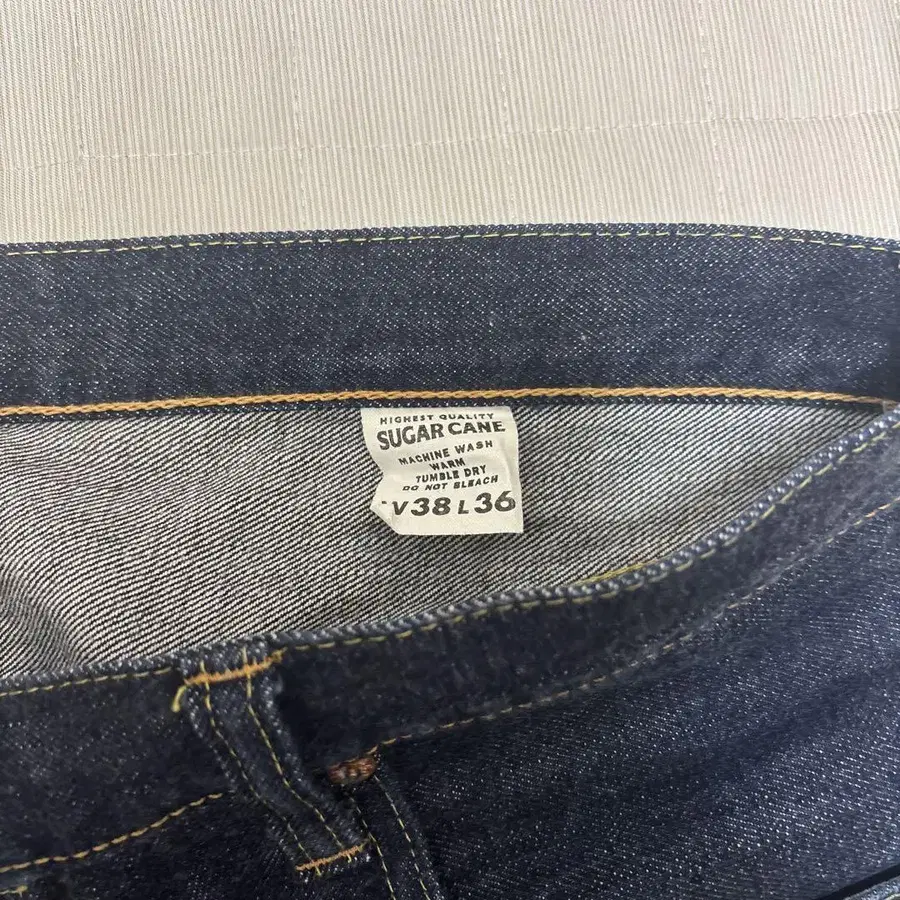 HIGHEST QUALITY
SUGAR CANE
MACHINE WASH
WARM
TUMBLE DRY
DO NOT BLEACH
W38 L36